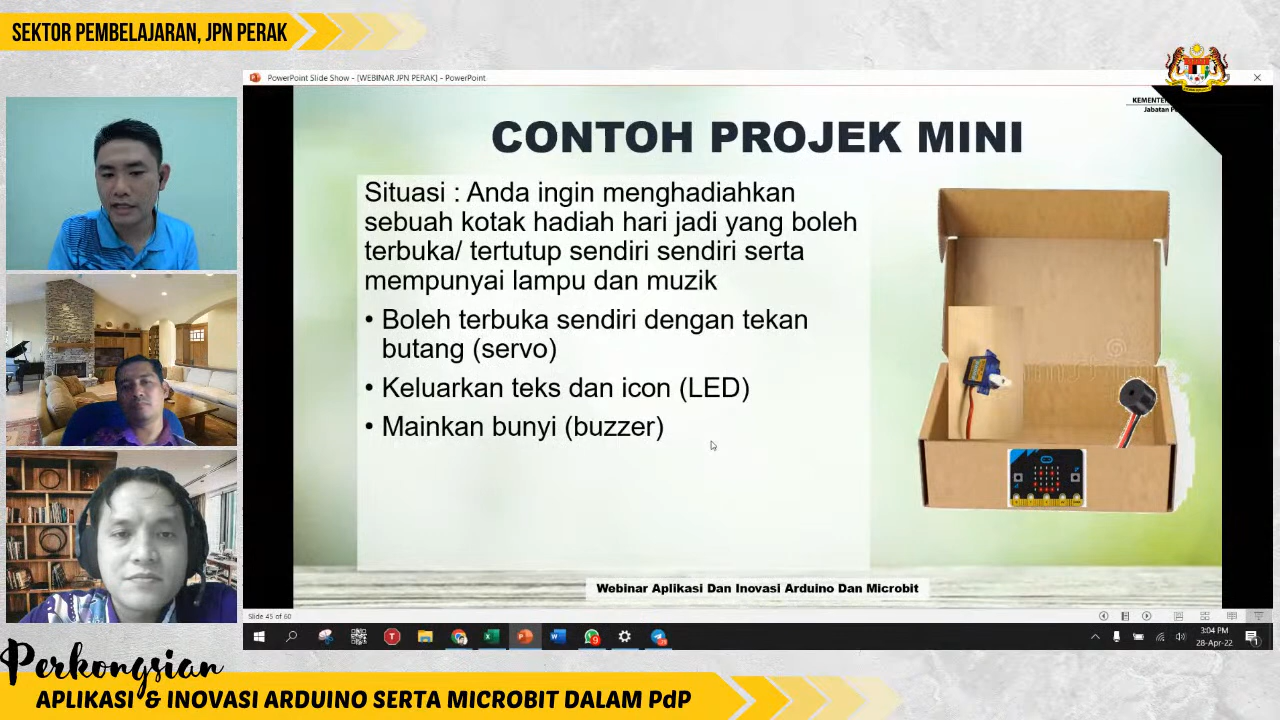 SEKTOR PEMBELAJARAN, JPN PERAK
PowerPoint Slide Show - [WEBINAR JPN PERAK] - PowerPoint
CONTOH PROJEK MINI
Situasi : Anda ingin menghadiahkan
sebuah kotak hadiah hari jadi yang boleh
terbuka/ tertutup sendiri sendiri serta
mempunyai lampu dan muzik
• Boleh terbuka sendiri dengan tekan
butang (servo)
• Keluarkan teks dan icon (LED)
• Mainkan bunyi (buzzer)
Webinar Aplikasi Dan Inovasi Arduino Dan Microbit
Slide 45 of 60
3:04 PM
28-Apr-22
Perkongsian
APLIKASI & INOVASI ARDUINO SERTA MICROBIT DALAM PdP